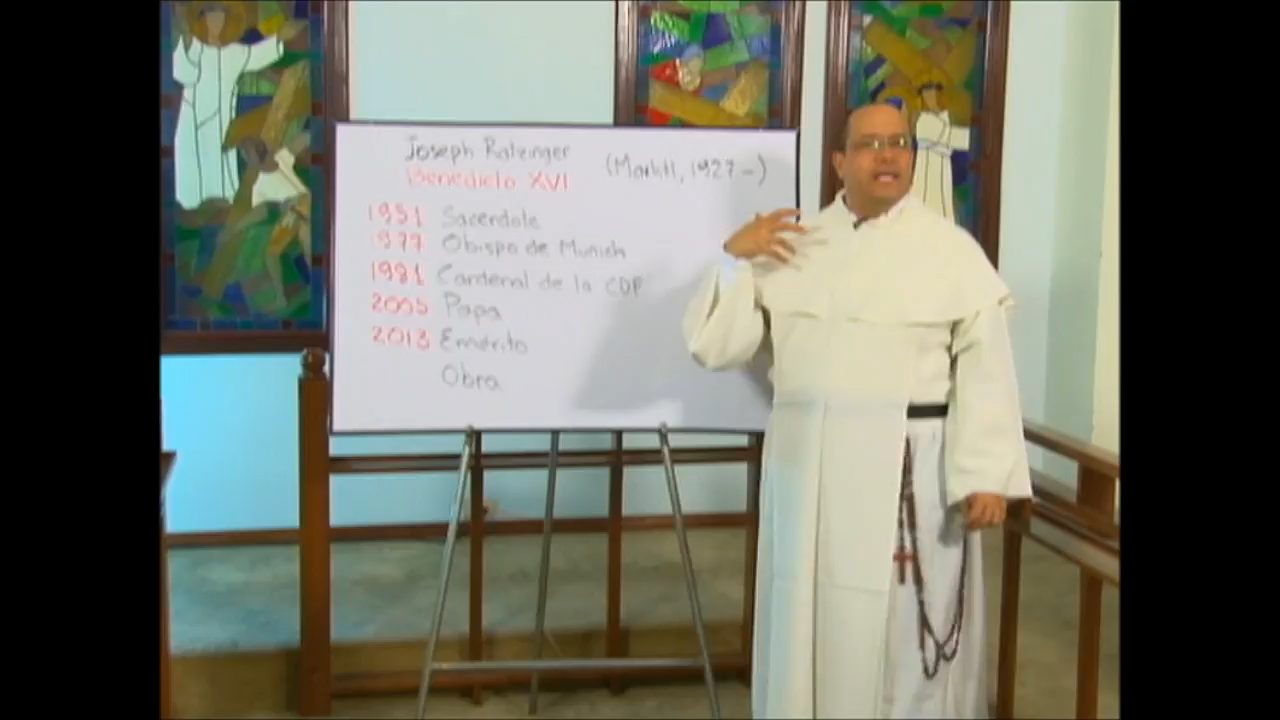 Joseph Ratzinger
Benedicto XVI
(Marktl, 1927-)
1951 Sacerdote
1977 Obispo de Munich
1981 Cardenal de la CDF
2005 Papa
2013 Emérito
Obra